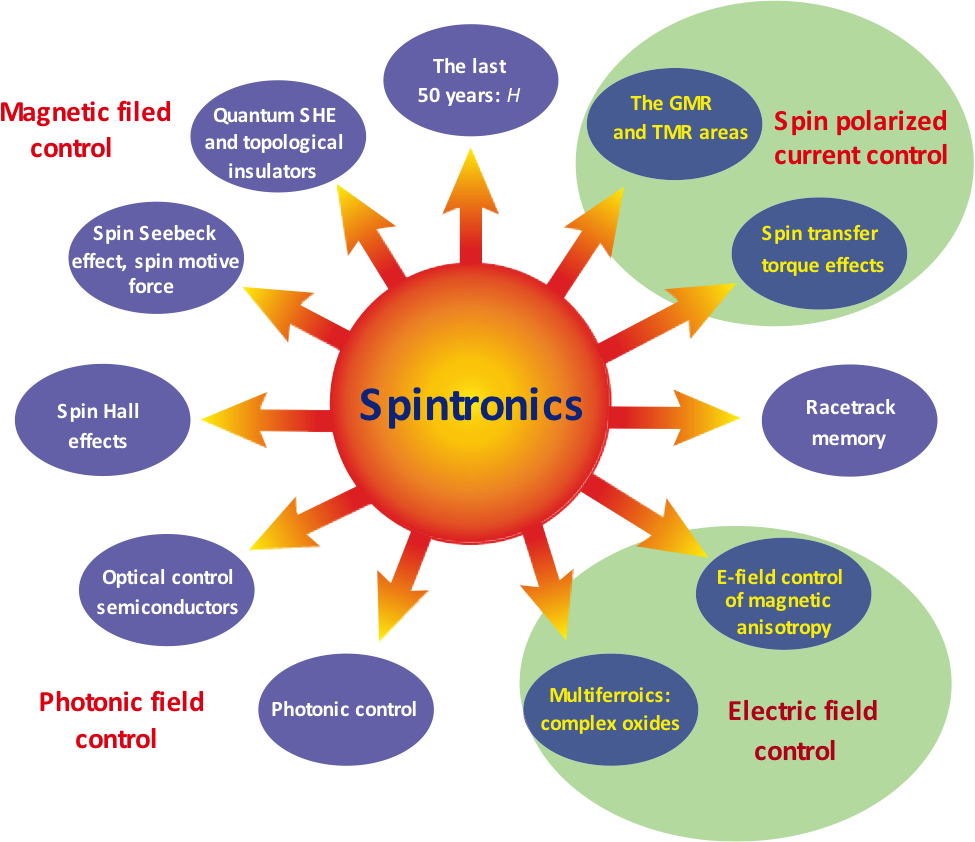 The last
50 years: H
Magnetic filed
control
Quantum SHE
and topological
insulators
The GMR
and TMR areas
Spin polarized
current control
Spin Seebeck
effect, spin motive
force
Spin transfer
torque effects
Spintronics
Spin Hall
effects
Racetrack
memory
Optical control
semiconductors
E-field control
of magnetic
anisotropy
Photonic field
control
Photonic control
Multiferroics:
complex oxides
Electric field
control